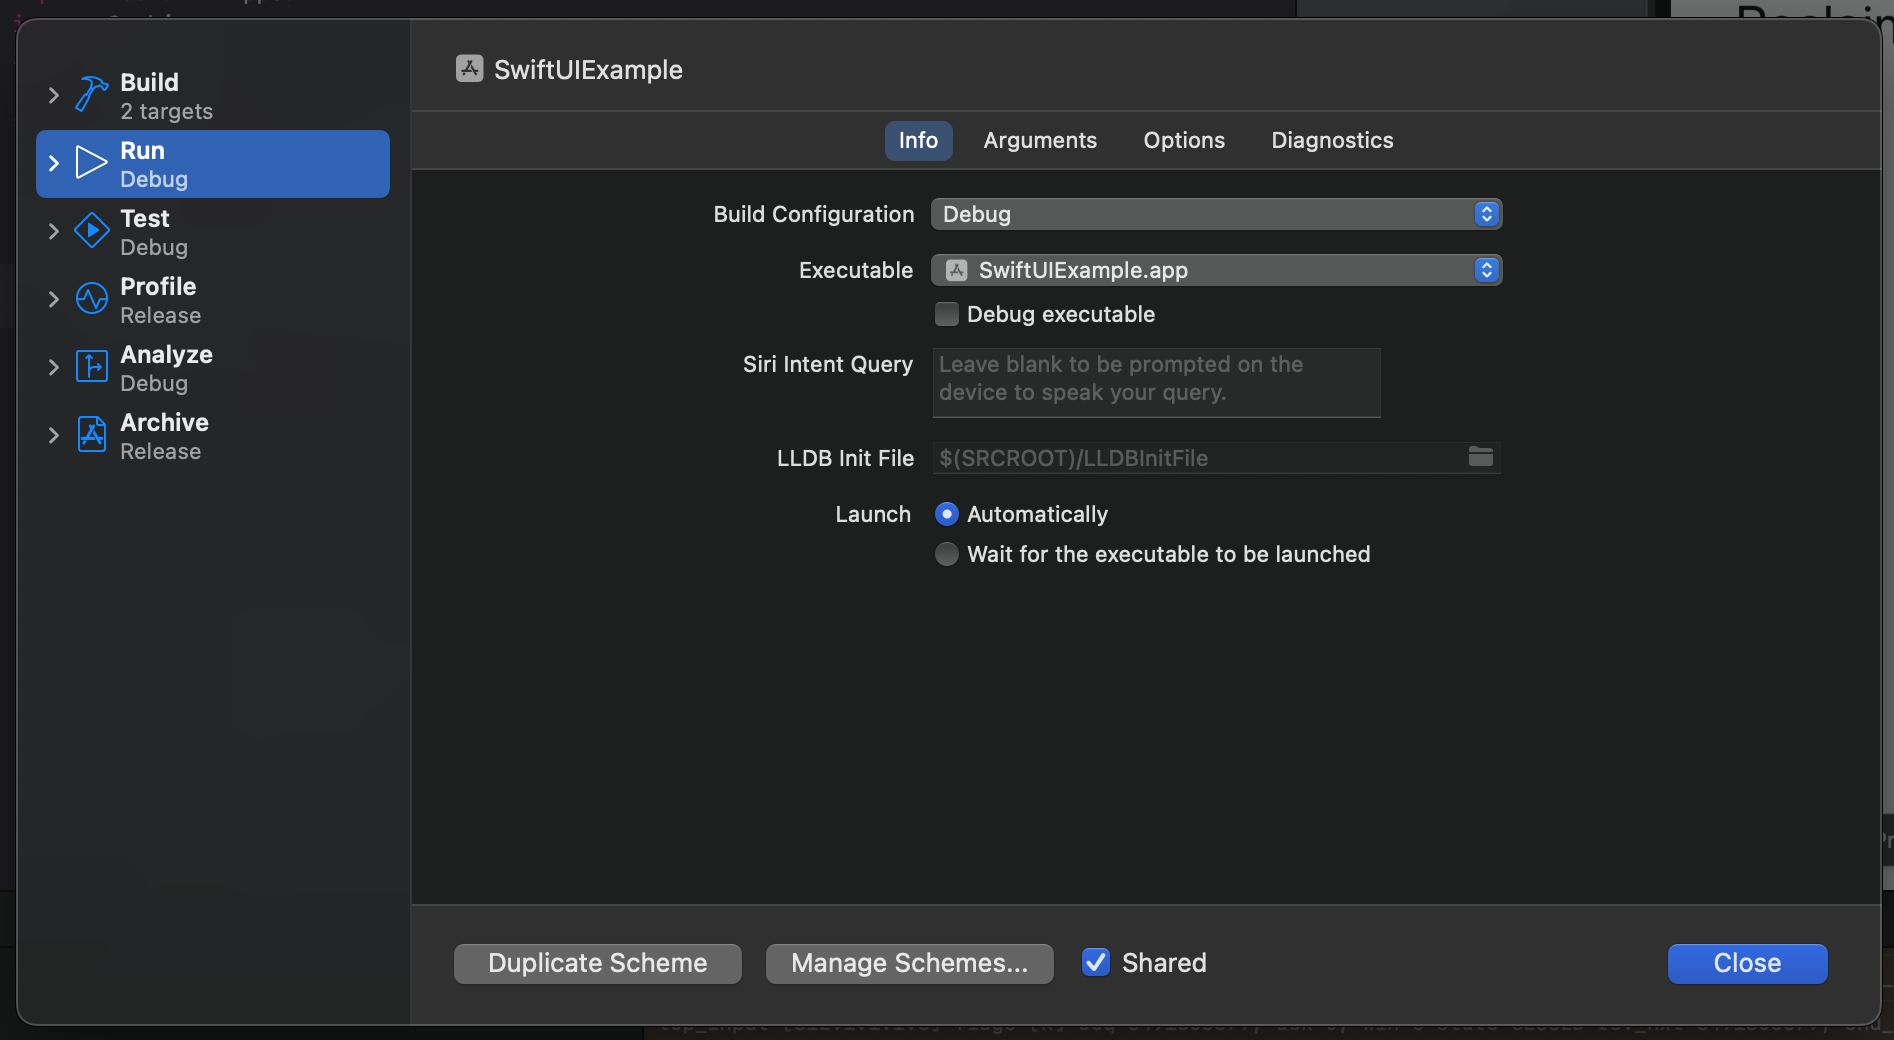 SwiftUIExample
Build
2 targets
Run
Debug
Test
Debug
Profile
Release
Analyze
Debug
Archive
Release
Info
Arguments
Options
Diagnostics
Build Configuration
Debug
Executable
SwiftUIExample.app
Debug executable
Siri Intent Query
Leave blank to be prompted on the
device to speak your query.
LLDB Init File
$(SRCROOT)/LLDBInitFile
Launch
Automatically
Wait for the executable to be launched
Duplicate Scheme
Manage Schemes...
Shared
Close